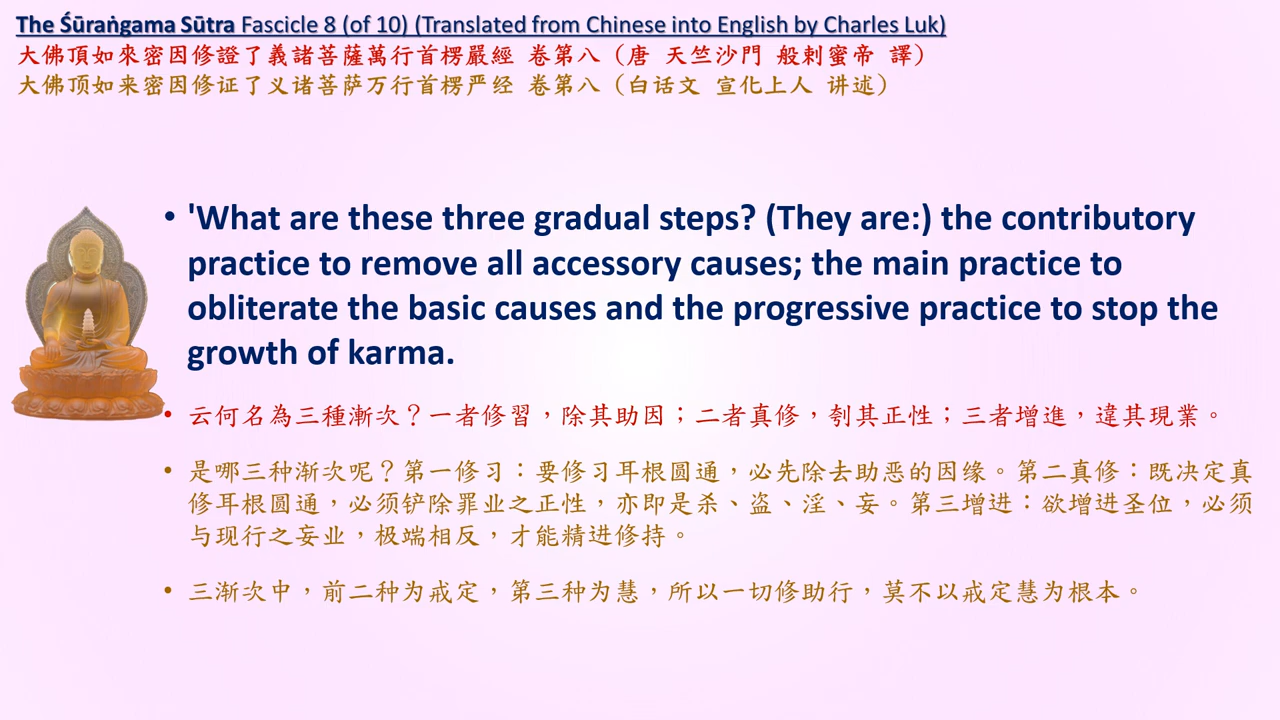 The Śūraṅgama Sūtra Fascicle 8 (of 10) (Translated from Chinese into English by Charles Luk)
大佛頂如來密因修證了義諸菩薩萬行首楞嚴經 卷第八（唐 天竺沙門 般剌蜜帝 譯）
大佛顶如来密因修证了义诸菩萨万行首楞严经 卷第八（白话文 宣化上人 讲述）
• 'What are these three gradual steps? (They are:) the contributory
practice to remove all accessory causes; the main practice to
obliterate the basic causes and the progressive practice to stop the
growth of karma.
• 云何名為三種漸次？一者修習，除其助因；二者真修，刳其正性；三者增進，違其現業。
• 是哪三种渐次呢？第一修习：要修习耳根圆通，必先除去助恶的因缘。第二真修：既决定真
修耳根圆通，必须铲除罪业之正性，亦即是杀、盗、淫、妄。第三增进：欲增进圣位，必须
与现行之妄业，极端相反，才能精进修持。
• 三渐次中，前二种为戒定，第三种为慧，所以一切修助行，莫不以戒定慧为根本。